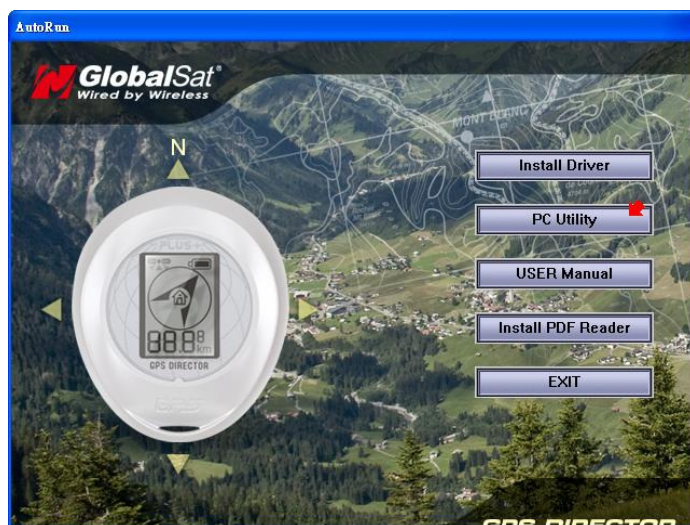 AutoRun
GlobalSat®
Wired by Wireless
MONT BLANC
N
Install Driver
PC Utility
PLUS+
USER Manual
Install PDF Reader
888.8
km
GPS DIRECTOR
EXIT
GPS DIRECTOR